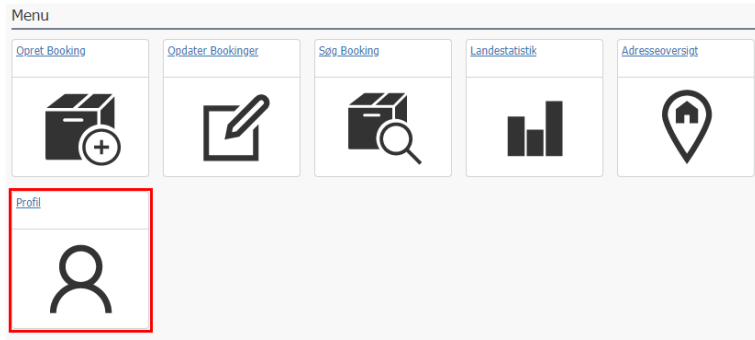 Menu
Opret Booking
Opdater Bookinger
Søg Booking
Landestatistik
Adresseoversigt
Profil